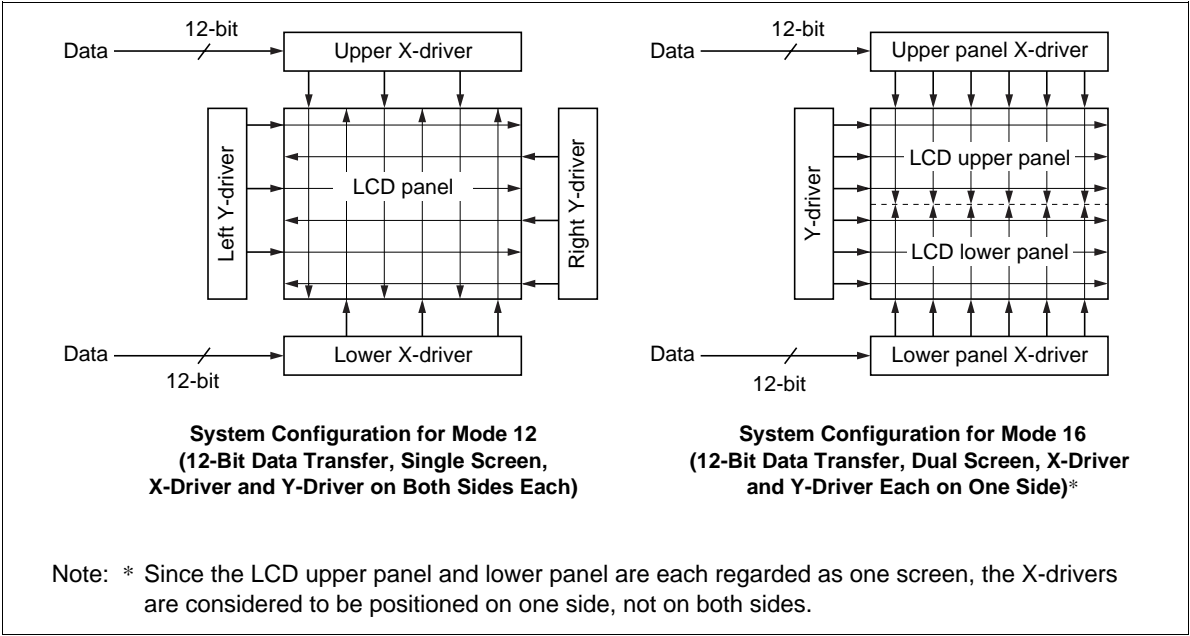 12-bit
Data
Upper X-driver
Left Y-driver
LCD panel
Right Y-driver
Data
12-bit
Lower X-driver
System Configuration for Mode 12
(12-Bit Data Transfer, Single Screen,
X-Driver and Y-Driver on Both Sides Each)
12-bit
Data
Upper panel X-driver
Y-driver
LCD upper panel
LCD lower panel
Data
12-bit
Lower panel X-driver
System Configuration for Mode 16
(12-Bit Data Transfer, Dual Screen, X-Driver
and Y-Driver Each on One Side)*
Note: * Since the LCD upper panel and lower panel are each regarded as one screen, the X-drivers
are considered to be positioned on one side, not on both sides.